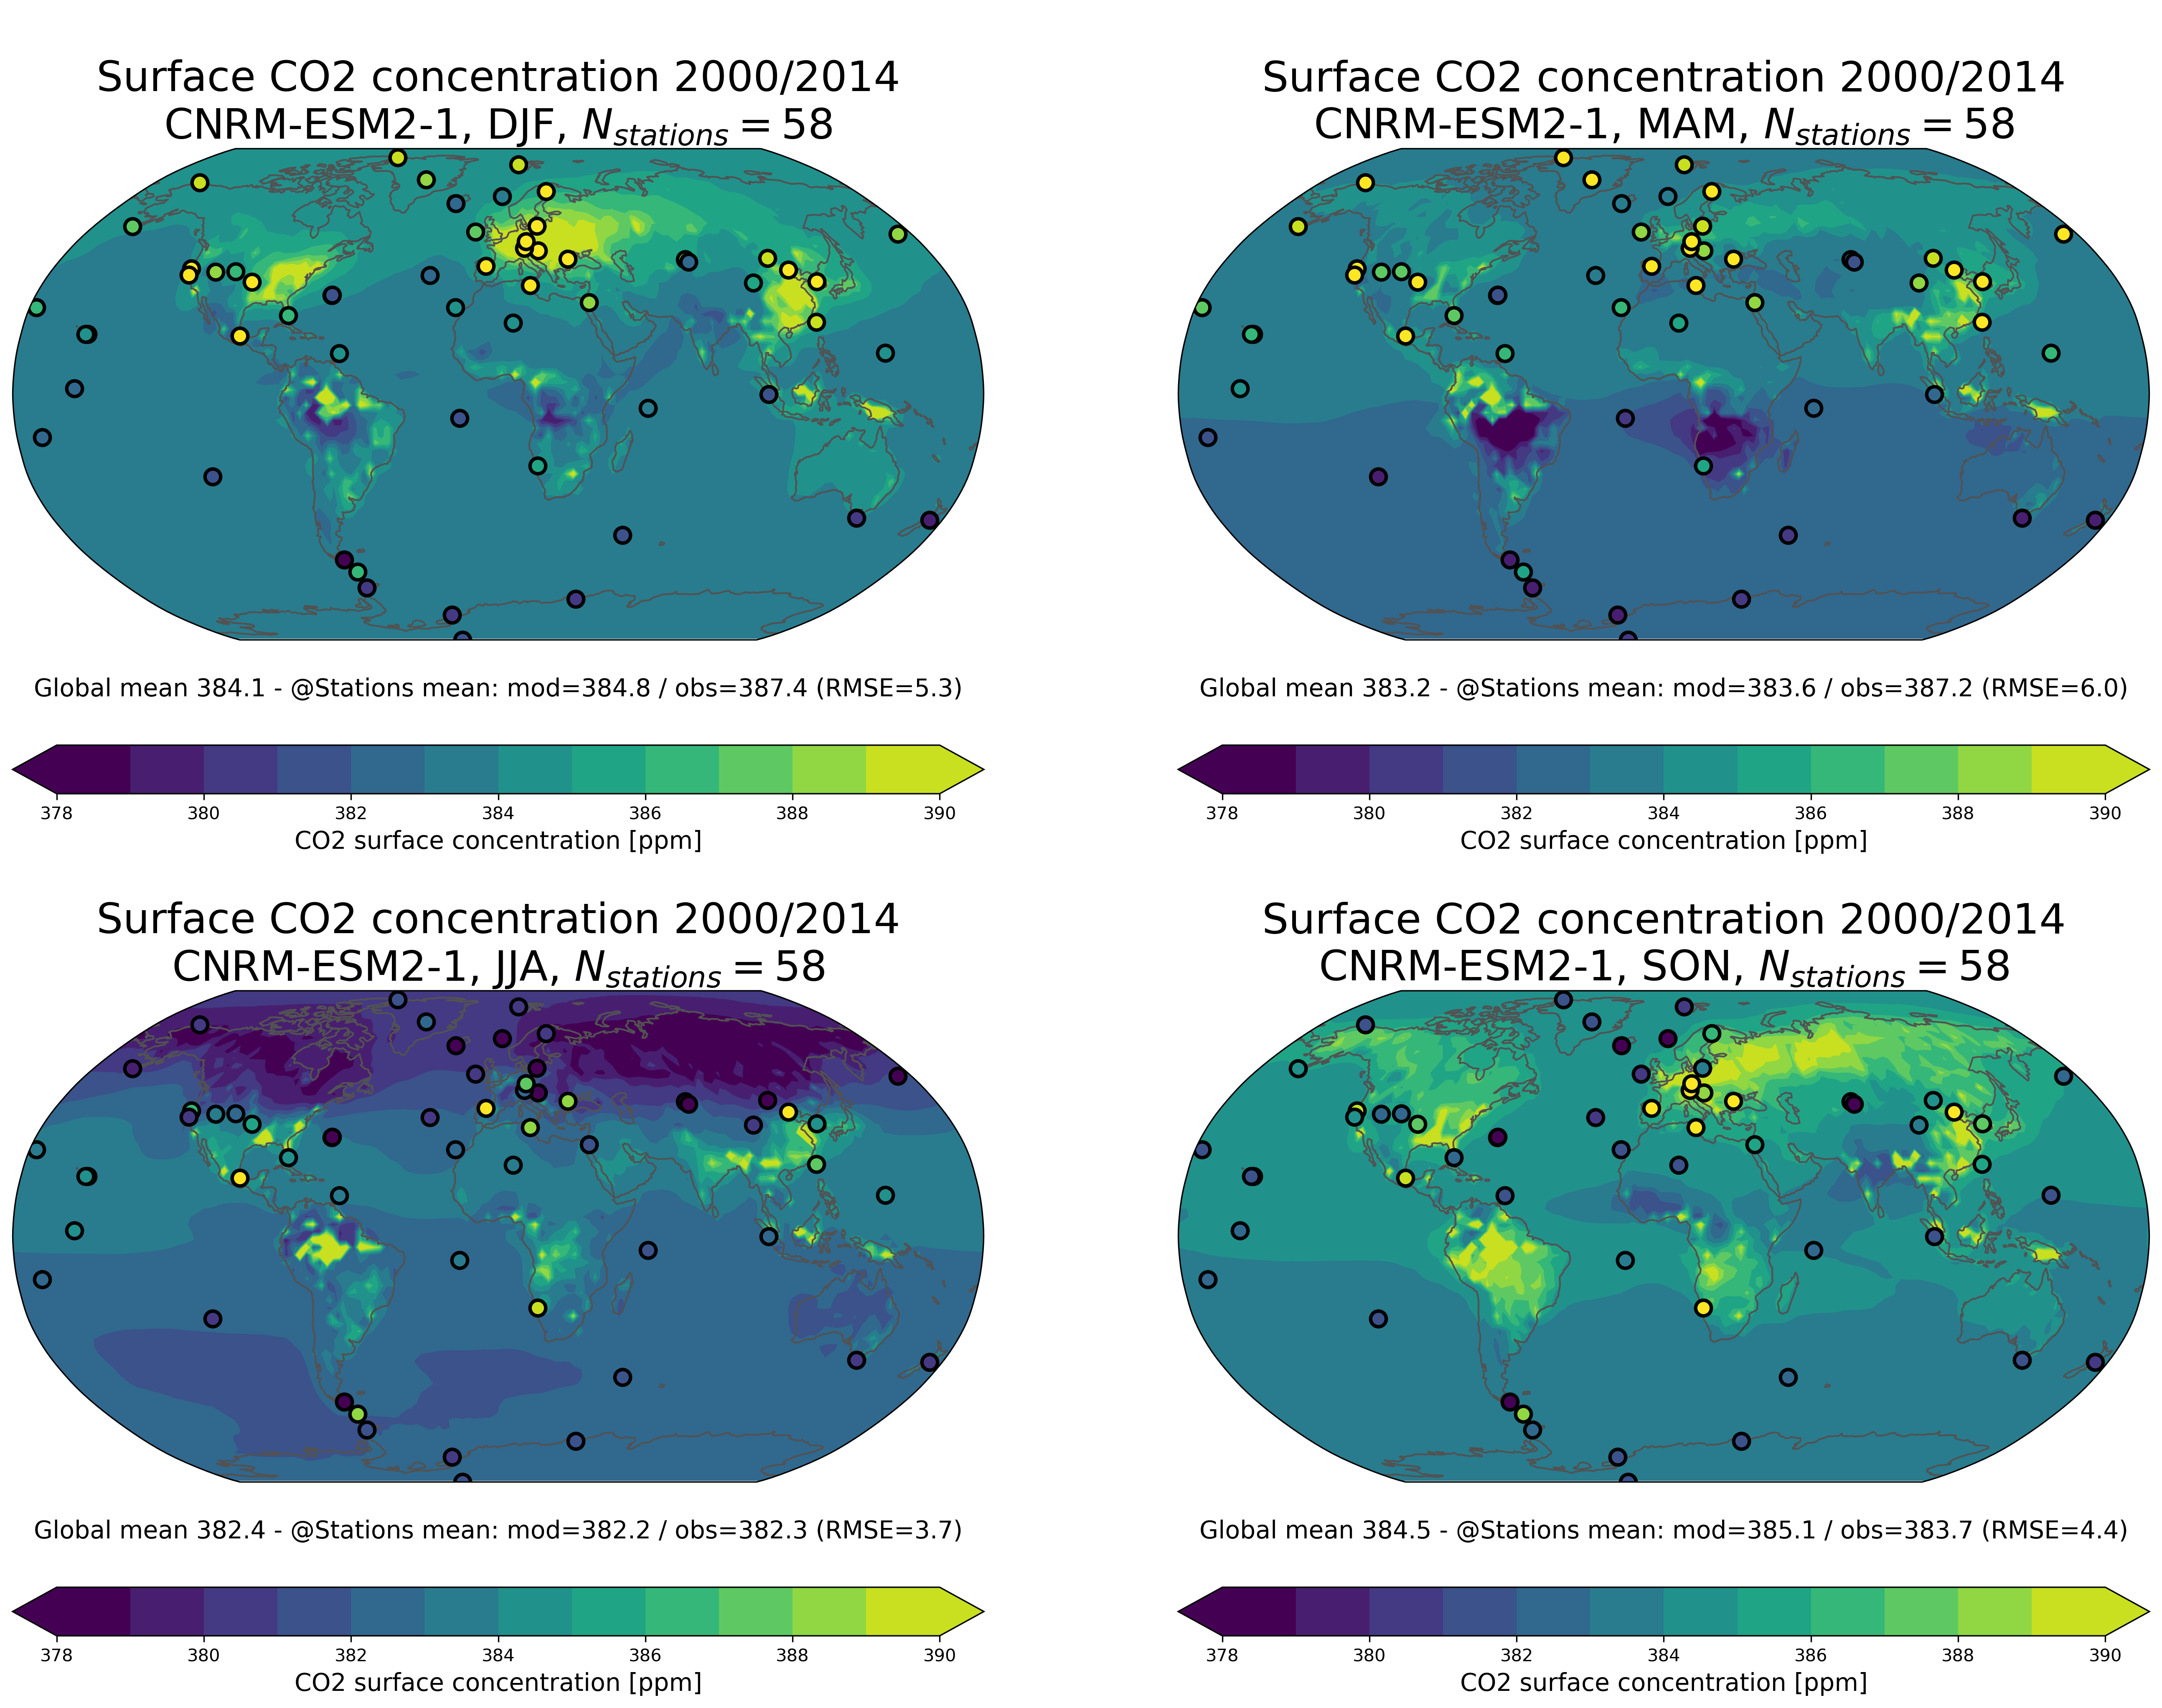 Surface CO2 concentration 2000/2014
CNRM-ESM2-1, DJF, N_stations = 58
Global mean 384.1 - @Stations mean: mod=384.8 / obs=387.4 (RMSE=5.3)
378 380 382 384 386 388 390
CO2 surface concentration [ppm]
Surface CO2 concentration 2000/2014
CNRM-ESM2-1, MAM, N_stations = 58
Global mean 383.2 - @Stations mean: mod=383.6 / obs=387.2 (RMSE=6.0)
378 380 382 384 386 388 390
CO2 surface concentration [ppm]
Surface CO2 concentration 2000/2014
CNRM-ESM2-1, JJA, N_stations = 58
Global mean 382.4 - @Stations mean: mod=382.2 / obs=382.3 (RMSE=3.7)
378 380 382 384 386 388 390
CO2 surface concentration [ppm]
Surface CO2 concentration 2000/2014
CNRM-ESM2-1, SON, N_stations = 58
Global mean 384.5 - @Stations mean: mod=385.1 / obs=383.7 (RMSE=4.4)
378 380 382 384 386 388 390
CO2 surface concentration [ppm]